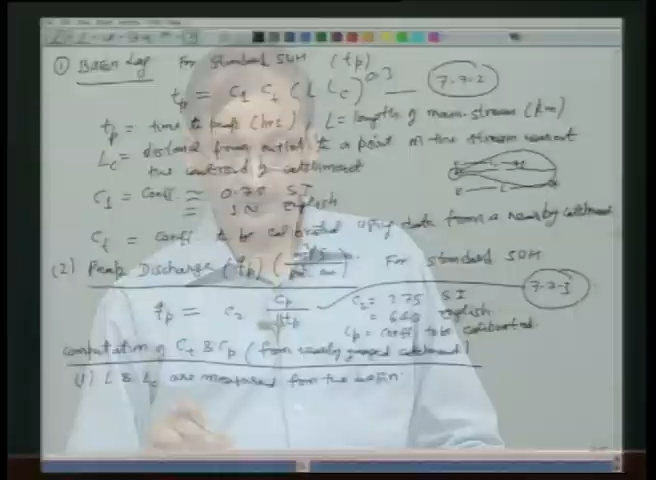 (1) Basin Lag For Standard SUH (tp)
tp = C1 Ct (L Lc)^0.3 — 7.7.2
tp = time to peak (hrs) L = length of main stream (km)
Lc = distance from outlet to a point on the stream nearest
the centroid of catchment
C1 = Coeff = 0.75 SI
= 1.0 English
Ct = coeff to be calibrated using data from a nearby catchment
(2) Peak Discharge (qp) For standard SUH
qp = C2 Cp/tp C2 = 2.75 SI 7.7.3
= 640 English
Cp = coeff to be calibrated
Computation of Ct & Cp (from nearby gauged catchment)
(1) L & Lc are measured from the basin.